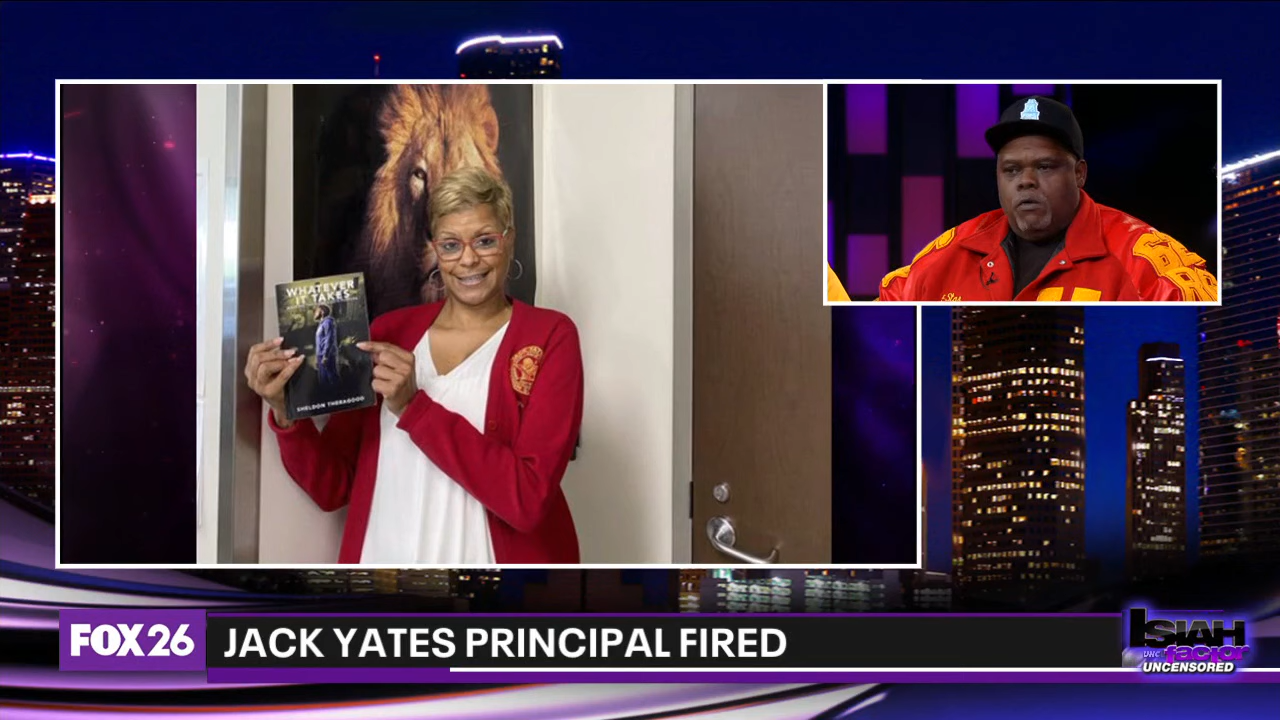 WHATEVER
IT TAKES
SHELDON THERAGOOD
FOX 26
JACK YATES PRINCIPAL FIRED
ISIAH
factor
UNCENSORED